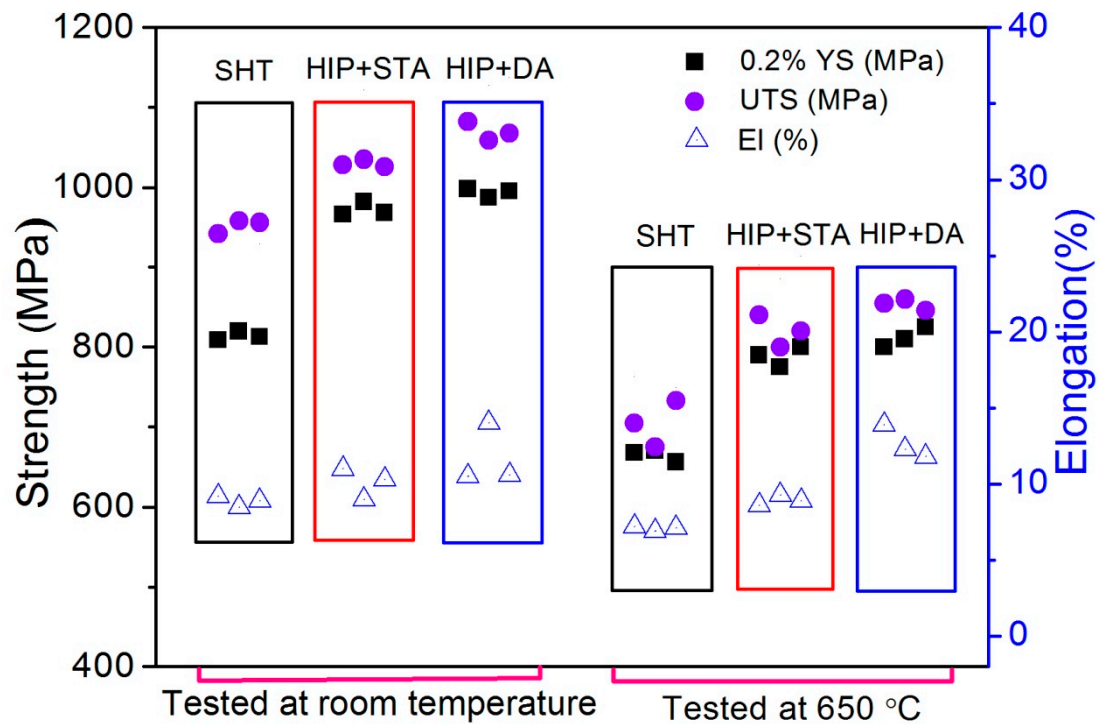 1200
1000
800
600
400
Strength (MPa)
SHT
HIP+STA
HIP+DA
0.2% YS (MPa)
UTS (MPa)
El (%)
SHT
HIP+STA
HIP+DA
40
30
20
10
0
Elongation(%)
Tested at room temperature
Tested at 650 °C